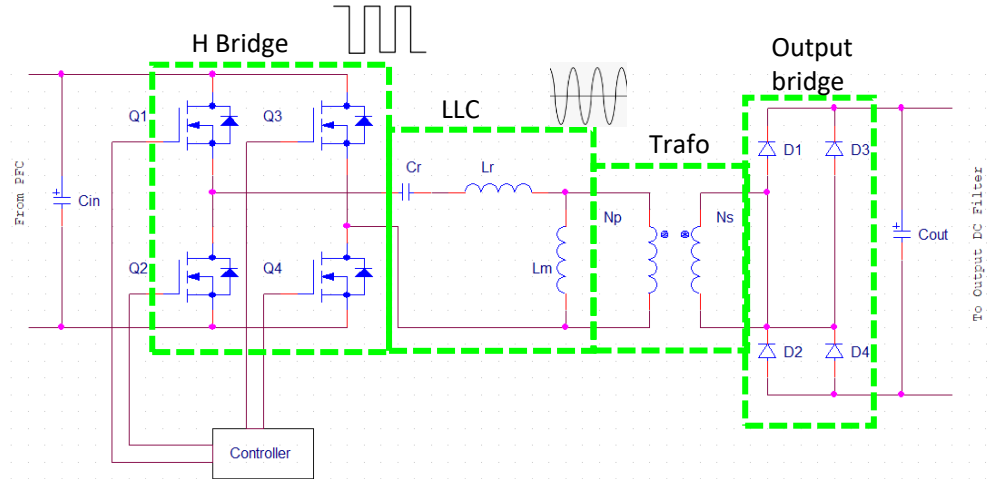 H Bridge
Output
bridge
LLC
Trafo
Q1
Q3
D1
D3
From PFC
Cin
Cr
Lr
Np
Ns
Cout
To Output DC Filter
Q2
Q4
Lm
D2
D4
Controller